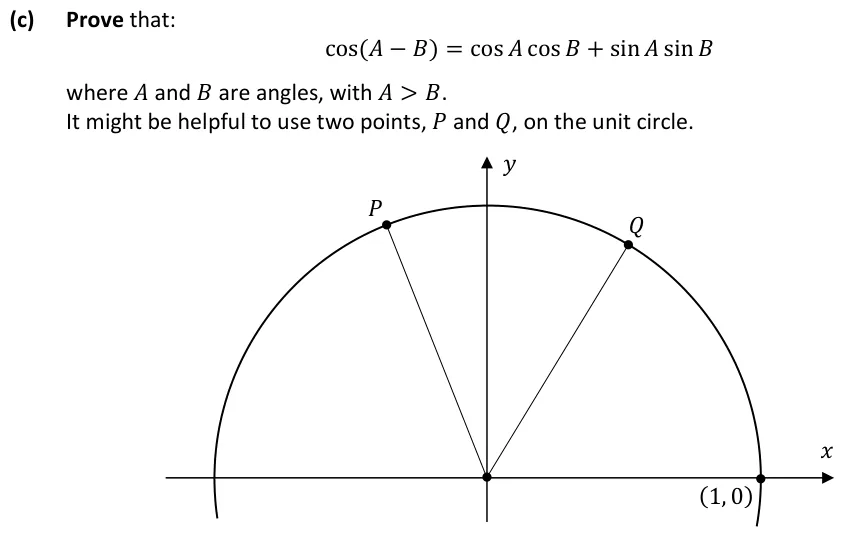 (c) Prove that:
cos(A − B) = cos A cos B + sin A sin B
where A and B are angles, with A > B.
It might be helpful to use two points, P and Q, on the unit circle.
y
P
Q
x
(1, 0)